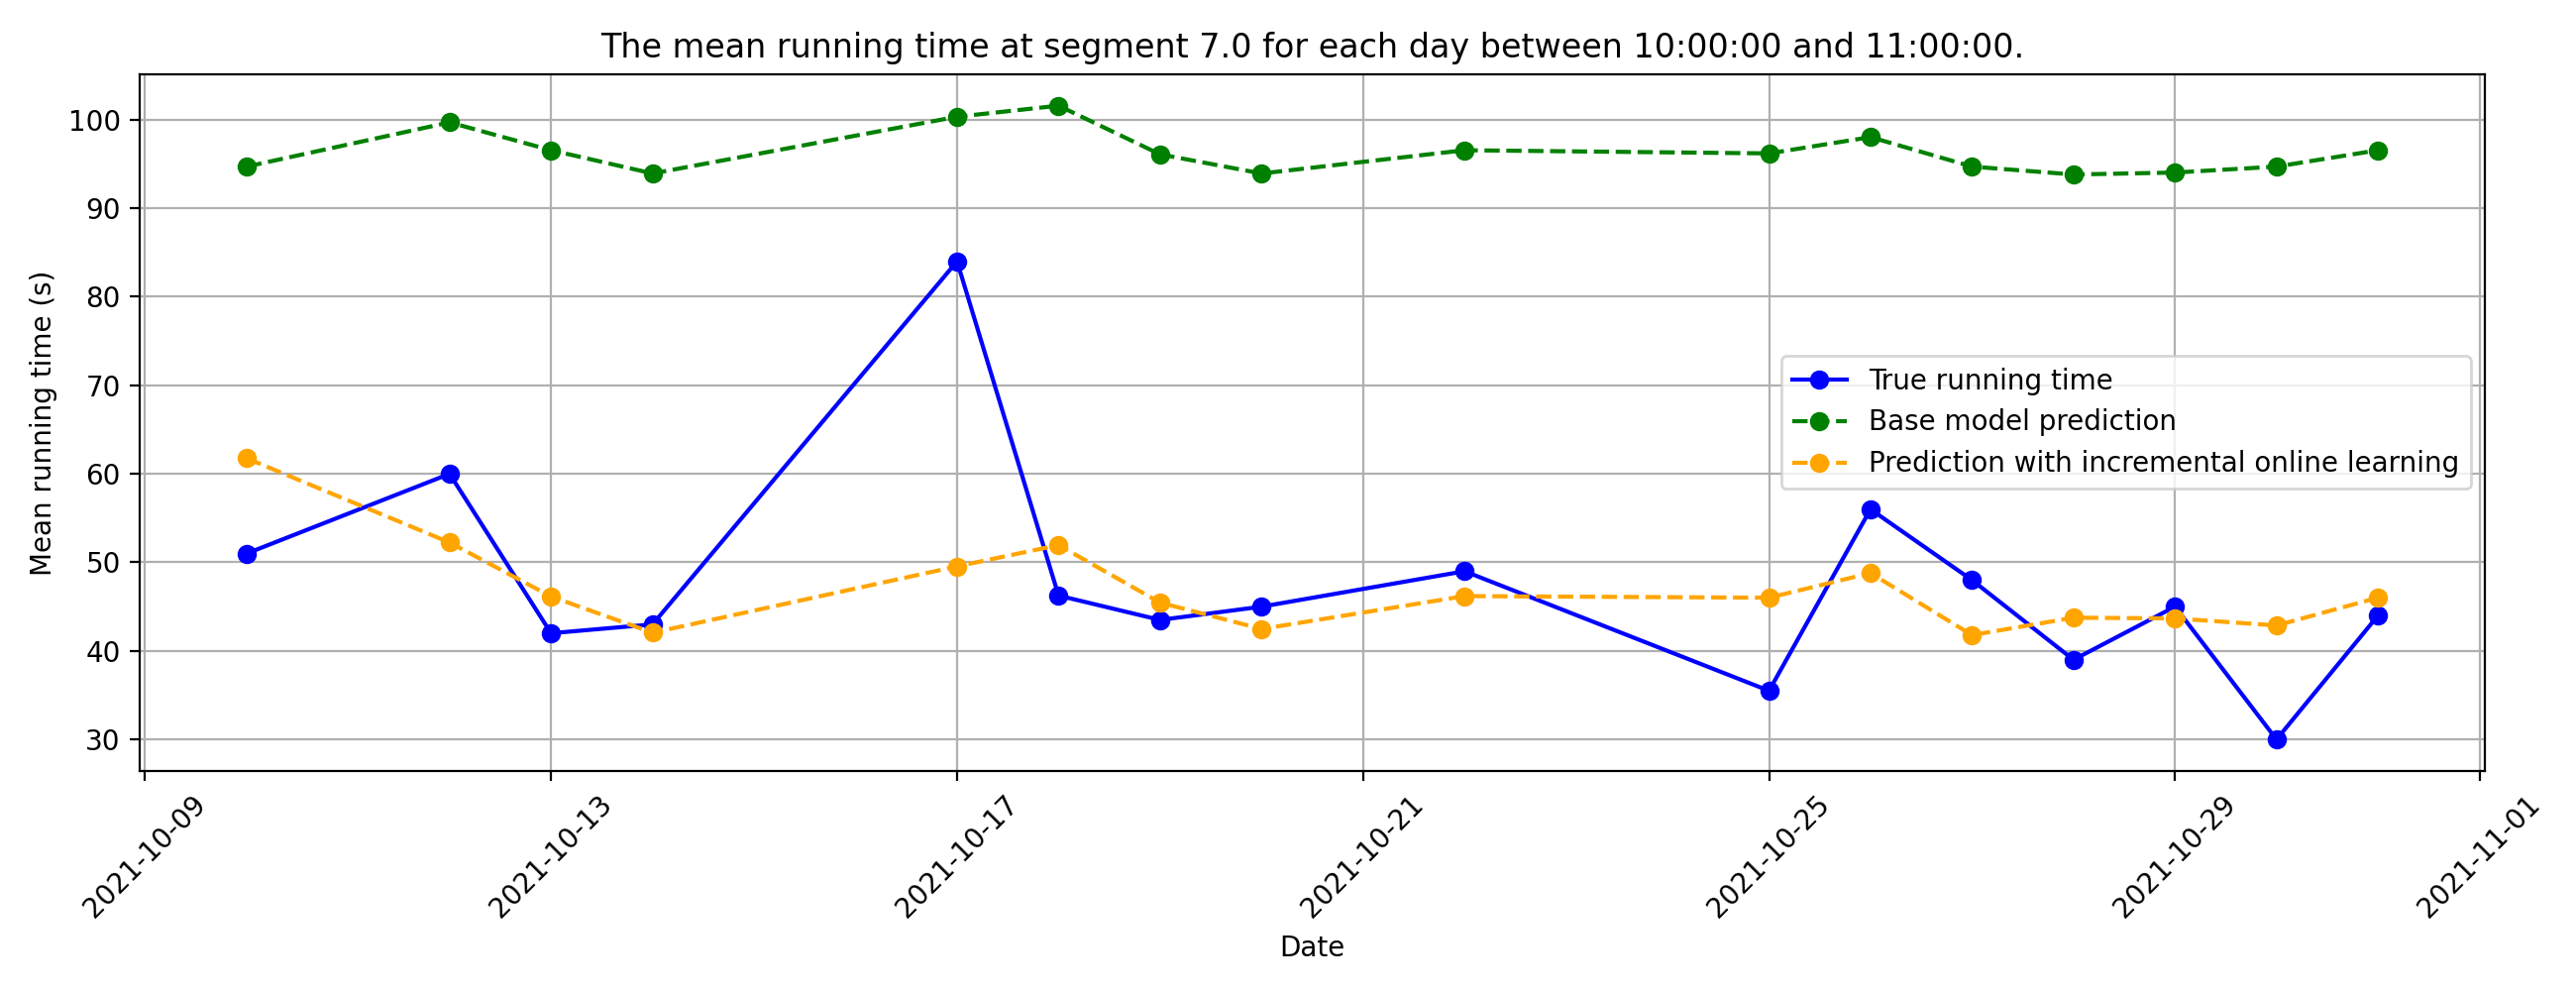 The mean running time at segment 7.0 for each day between 10:00:00 and 11:00:00.
Mean running time (s)
100
90
80
70
60
50
40
30
True running time
Base model prediction
Prediction with incremental online learning
2021-10-09
2021-10-13
2021-10-17
2021-10-21
2021-10-25
2021-10-29
2021-11-01
Date